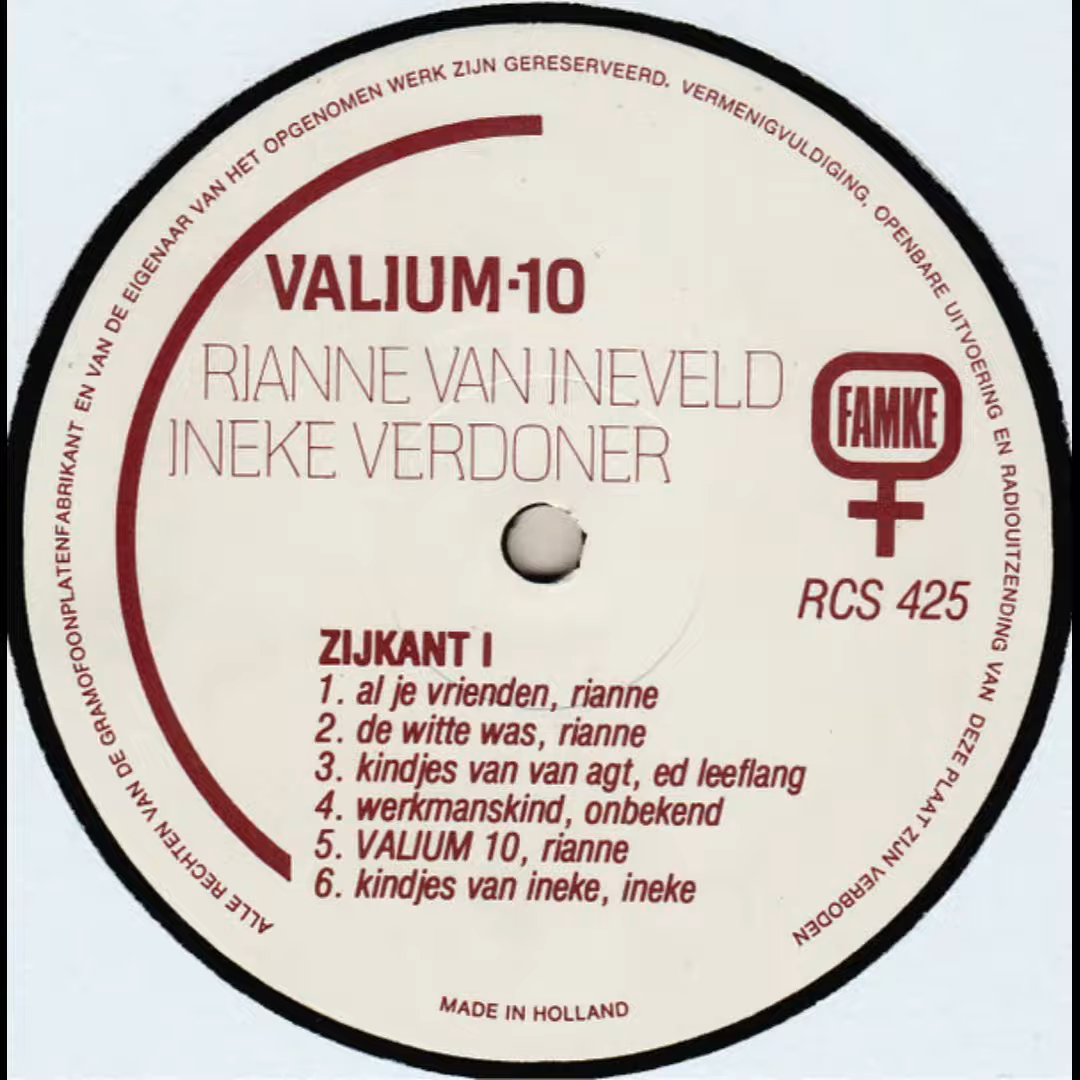 ALLE RECHTEN VAN DE GRAMOFOONPLATENFABRIKANT EN VAN DE EIGENAAR VAN HET OPGENOMEN WERK ZIJN GERESERVEERD. VERMENIGVULDIGING, OPENBARE UITVOERING EN RADIOUITZENDING VAN DEZE PLAAT ZIJN VERBODEN
VALIUM·10
RIANNE VAN INEVELD
INEKE VERDONER
FAMKE
RCS 425
ZIJKANT I
1. al je vrienden, rianne
2. de witte was, rianne
3. kindjes van van agt, ed leeflang
4. werkmanskind, onbekend
5. VALIUM 10, rianne
6. kindjes van ineke, ineke
MADE IN HOLLAND